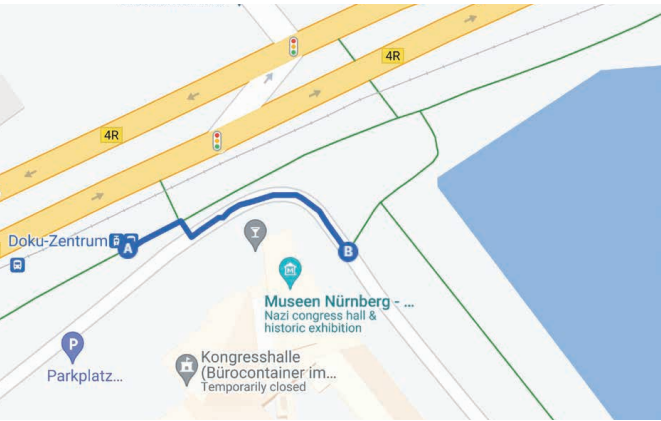 4R
4R
Doku-Zentrum
A
B
Museen Nürnberg - ...
Nazi congress hall &
historic exhibition
P
Parkplatz...
Kongresshalle
(Bürocontainer im...
Temporarily closed